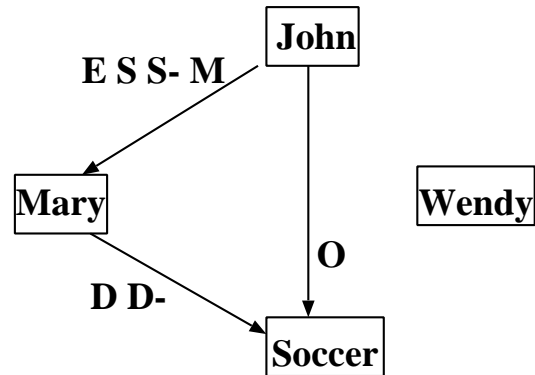 John
E S S- M
Mary
Wendy
O
D D-
Soccer